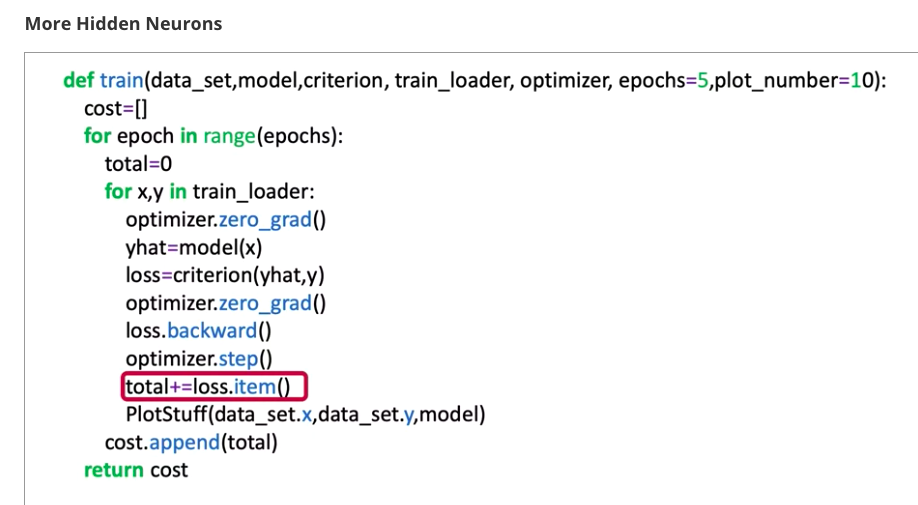 More Hidden Neurons
def train(data_set,model,criterion, train_loader, optimizer, epochs=5,plot_number=10):
cost=[]
for epoch in range(epochs):
total=0
for x,y in train_loader:
optimizer.zero_grad()
yhat=model(x)
loss=criterion(yhat,y)
optimizer.zero_grad()
loss.backward()
optimizer.step()
total+=loss.item()
PlotStuff(data_set.x,data_set.y,model)
cost.append(total)
return cost